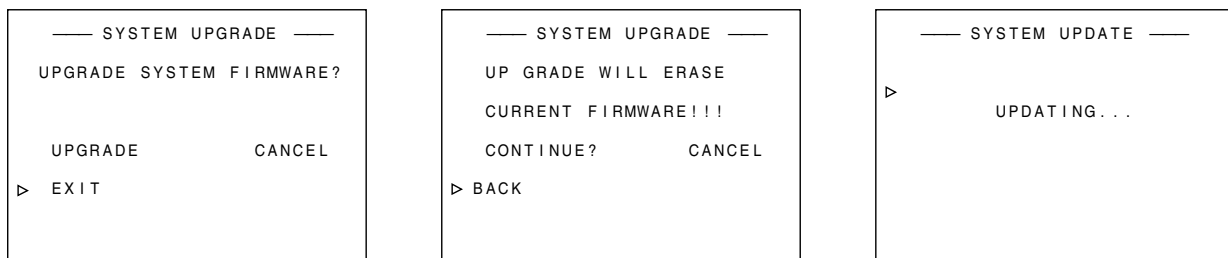 —— SYSTEM UPGRADE ——
UPGRADE SYSTEM FIRMWARE?
UPGRADE CANCEL
▷ EXIT
—— SYSTEM UPGRADE ——
UP GRADE WILL ERASE
CURRENT FIRMWARE!!!
CONTINUE? CANCEL
▷ BACK
—— SYSTEM UPDATE ——
▷
UPDATING...